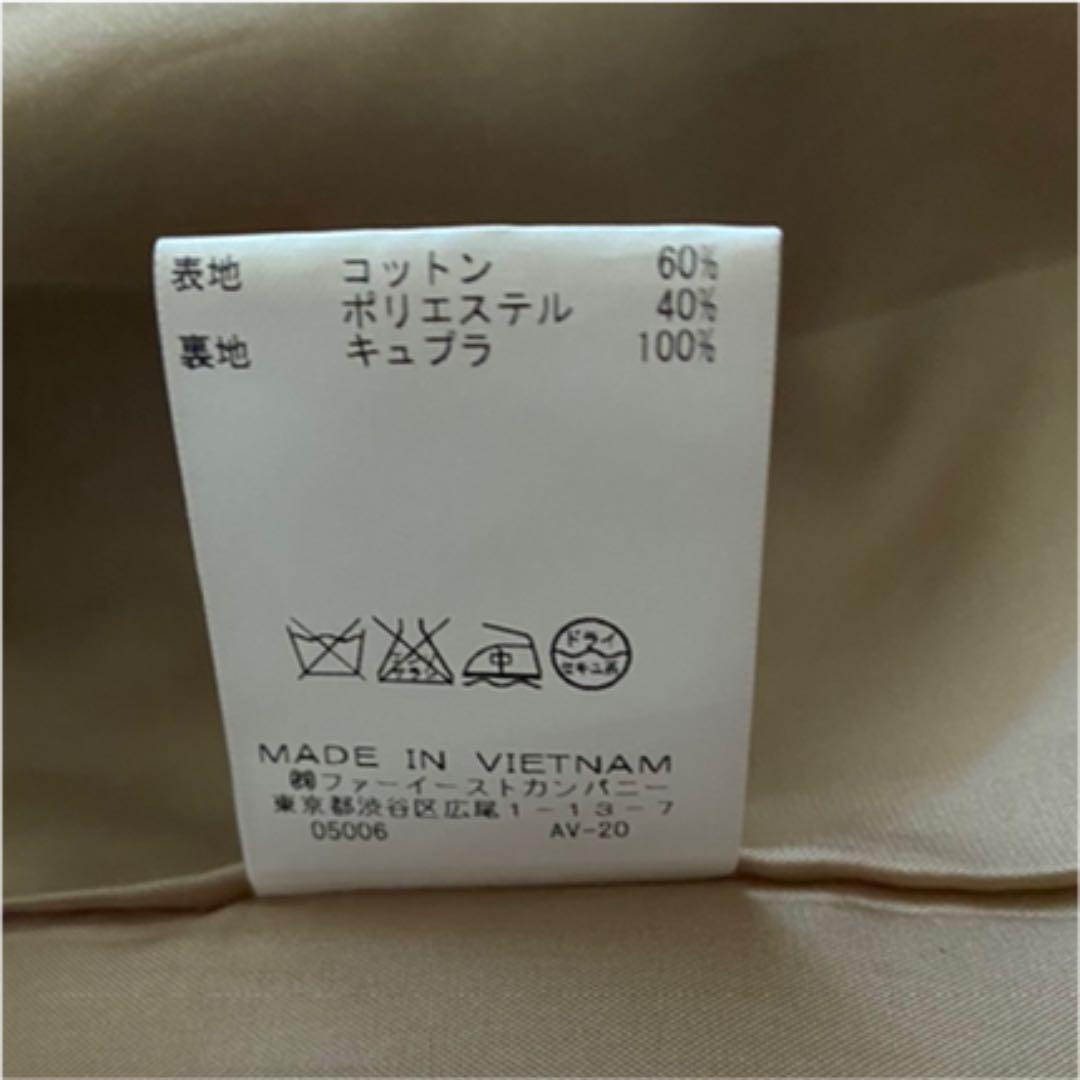 表地 コットン 60%
ポリエステル 40%
裏地 キュプラ 100%
中 ドライ
セキユ系
MADE IN VIETNAM
㈱ファーイーストカンパニー
東京都渋谷区広尾1-13-7
05006 AV-20